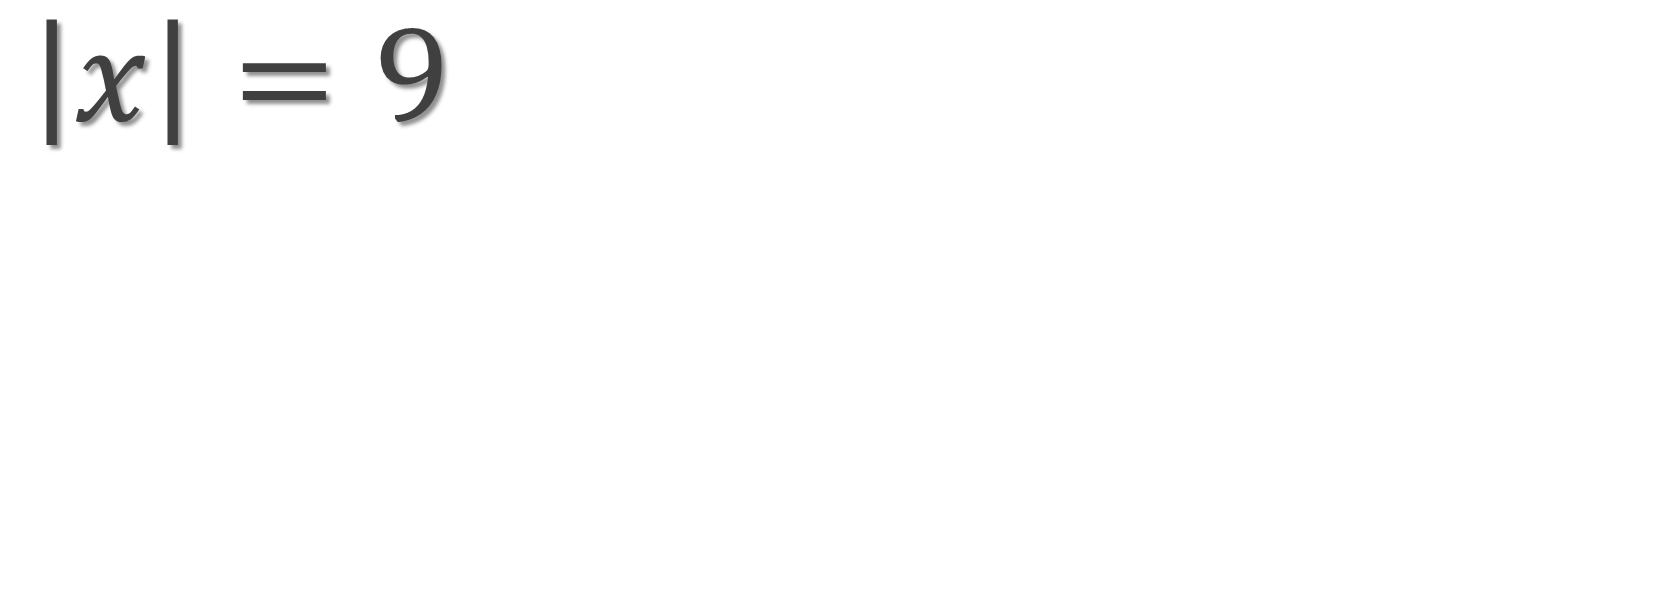 |x| = 9